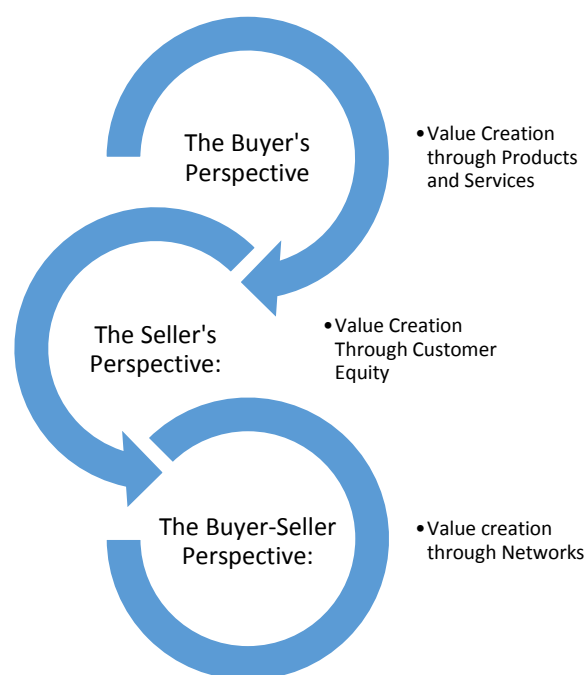 The Buyer's
Perspective
•Value Creation
through Products
and Services
The Seller's
Perspective:
•Value Creation
Through Customer
Equity
The Buyer-Seller
Perspective:
•Value creation
through Networks